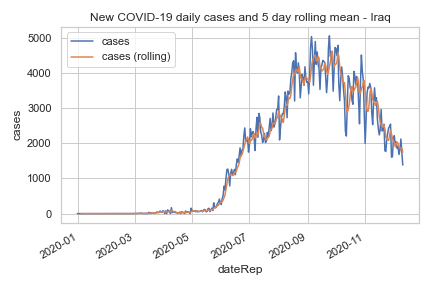 New COVID-19 daily cases and 5 day rolling mean - Iraq
cases
cases (rolling)
5000
4000
3000
2000
1000
0
cases
2020-01
2020-03
2020-05
2020-07
2020-09
2020-11
dateRep